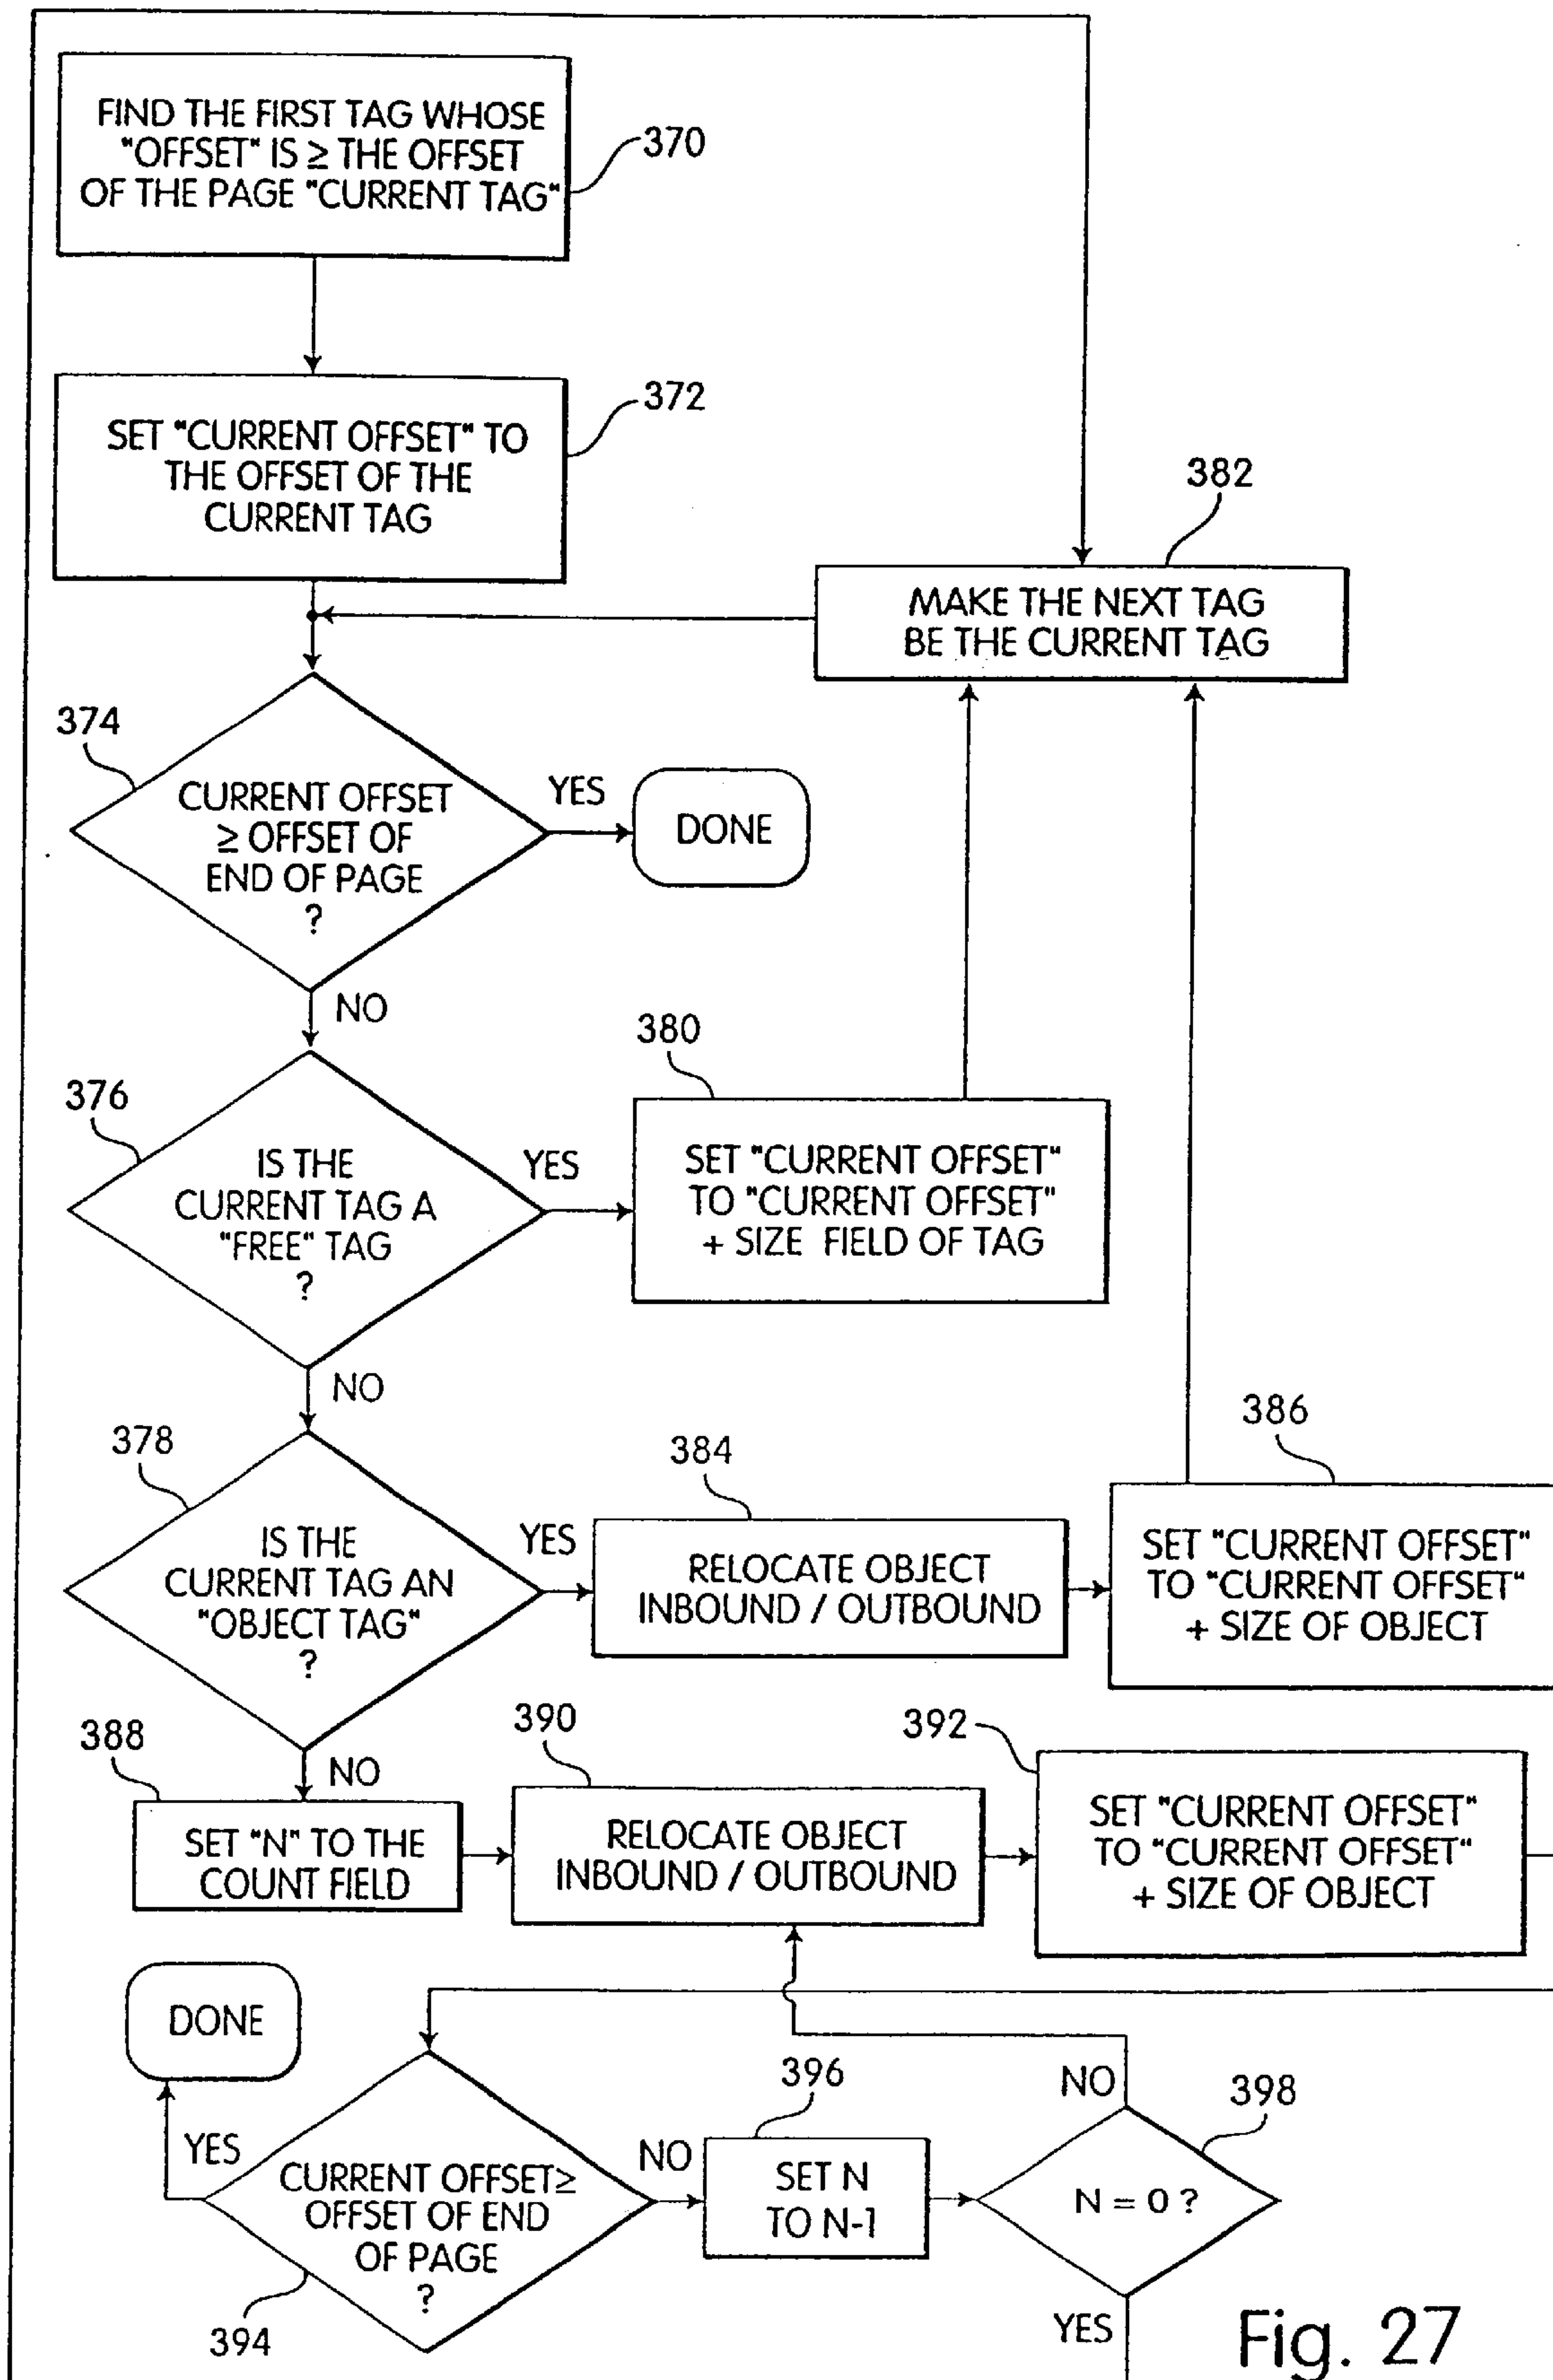 FIND THE FIRST TAG WHOSE
"OFFSET" IS ≥ THE OFFSET
OF THE PAGE "CURRENT TAG"
370
SET "CURRENT OFFSET" TO
THE OFFSET OF THE
CURRENT TAG
372
382
MAKE THE NEXT TAG
BE THE CURRENT TAG
374
CURRENT OFFSET
≥ OFFSET OF
END OF PAGE
?
YES
DONE
NO
376
IS THE
CURRENT TAG A
"FREE" TAG
?
YES
380
SET "CURRENT OFFSET"
TO "CURRENT OFFSET"
+ SIZE FIELD OF TAG
NO
378
IS THE
CURRENT TAG AN
"OBJECT TAG"
?
YES
384
RELOCATE OBJECT
INBOUND / OUTBOUND
386
SET "CURRENT OFFSET"
TO "CURRENT OFFSET"
+ SIZE OF OBJECT
NO
388
SET "N" TO THE
COUNT FIELD
390
RELOCATE OBJECT
INBOUND / OUTBOUND
392
SET "CURRENT OFFSET"
TO "CURRENT OFFSET"
+ SIZE OF OBJECT
DONE
YES
CURRENT OFFSET≥
OFFSET OF END
OF PAGE
?
394
NO
396
SET N
TO N-1
NO
398
N = 0 ?
YES
Fig. 27